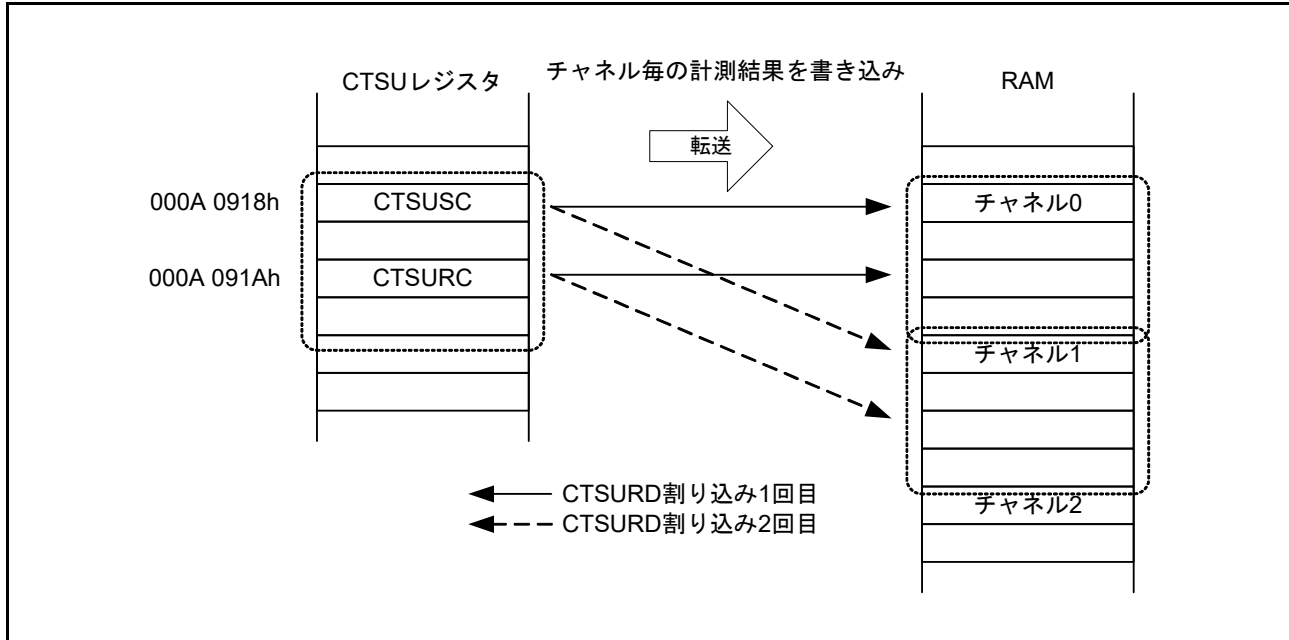 CTSUレジスタ
チャネル毎の計測結果を書き込み
RAM
転送
000A 0918h
CTSUSC
チャネル0
000A 091Ah
CTSURC
チャネル1
CTSURD割り込み1回目
CTSURD割り込み2回目
チャネル2